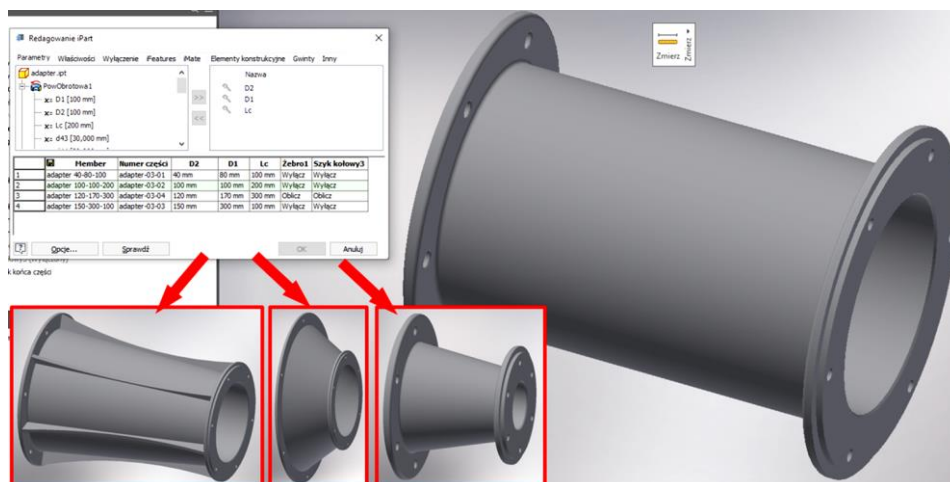 Redagowanie iPart
Parametry Właściwości Wyłączenie iFeatures iMate Elementy konstrukcyjne Gwinty Inny
adapter.ipt
PowObrotowa1
x= D1 [100 mm]
x= D2 [100 mm]
x= Lc [200 mm]
x= d43 [30,000 mm]
>>
<<
Nazwa
D2
D1
Lc
Member Numer części D2 D1 Lc Żebro1 Szyk kołowy3
1 adapter 40-80-100 adapter-03-01 40 mm 80 mm 100 mm Wyłącz Wyłącz
2 adapter 100-100-200 adapter-03-02 100 mm 100 mm 200 mm Wyłącz Wyłącz
3 adapter 120-170-300 adapter-03-04 120 mm 170 mm 300 mm Oblicz Oblicz
4 adapter 150-300-100 adapter-03-03 150 mm 300 mm 100 mm Wyłącz Wyłącz
? Opcje... Sprawdź OK Anuluj
k końca części
Zmierz
Zmierz